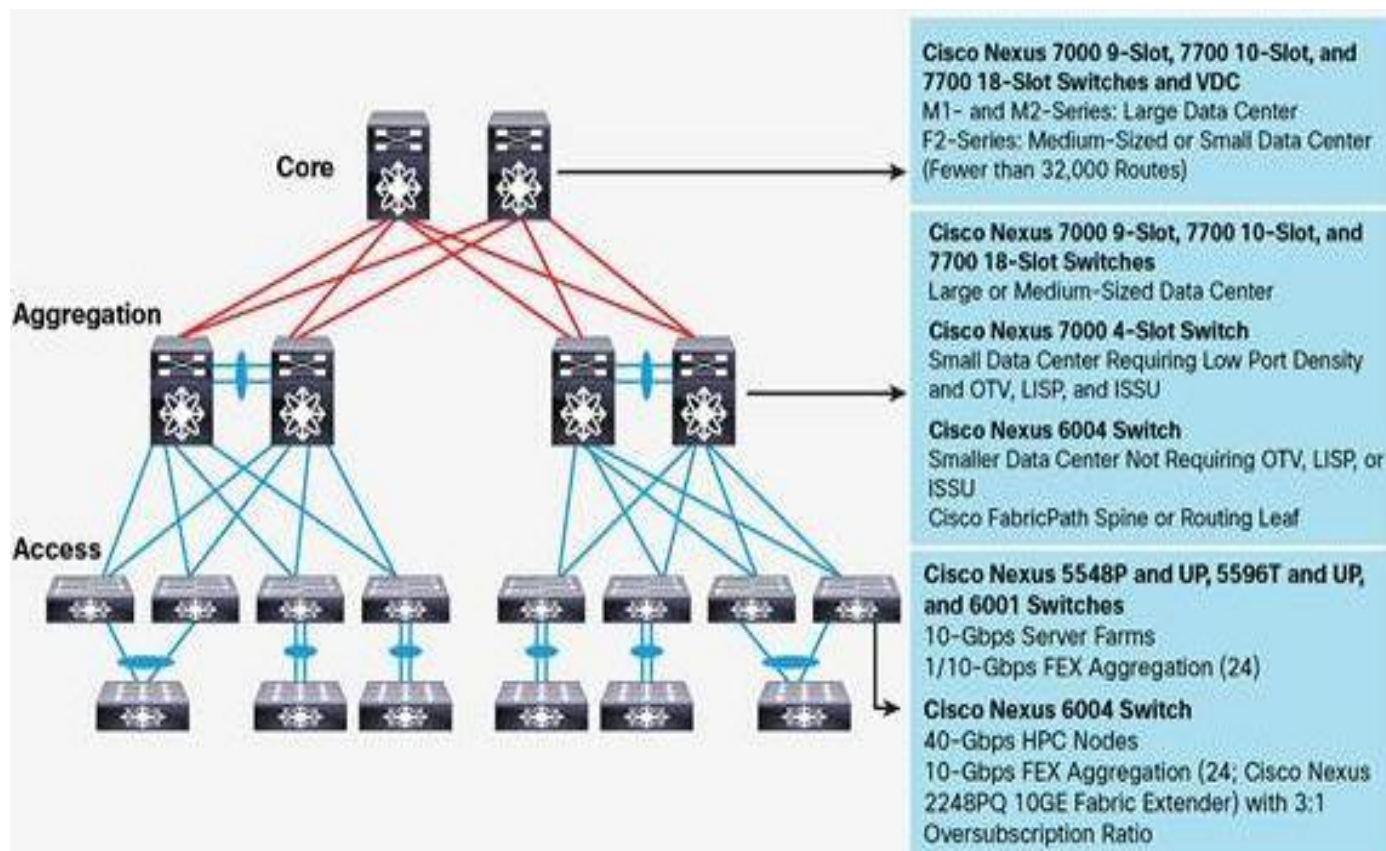 Core
Aggregation
Access
Cisco Nexus 7000 9-Slot, 7700 10-Slot, and
7700 18-Slot Switches and VDC
M1- and M2-Series: Large Data Center
F2-Series: Medium-Sized or Small Data Center
(Fewer than 32,000 Routes)
Cisco Nexus 7000 9-Slot, 7700 10-Slot, and
7700 18-Slot Switches
Large or Medium-Sized Data Center
Cisco Nexus 7000 4-Slot Switch
Small Data Center Requiring Low Port Density
and OTV, LISP, and ISSU
Cisco Nexus 6004 Switch
Smaller Data Center Not Requiring OTV, LISP, or
ISSU
Cisco FabricPath Spine or Routing Leaf
Cisco Nexus 5548P and UP, 5596T and UP,
and 6001 Switches
10-Gbps Server Farms
1/10-Gbps FEX Aggregation (24)
Cisco Nexus 6004 Switch
40-Gbps HPC Nodes
10-Gbps FEX Aggregation (24; Cisco Nexus
2248PQ 10GE Fabric Extender) with 3:1
Oversubscription Ratio